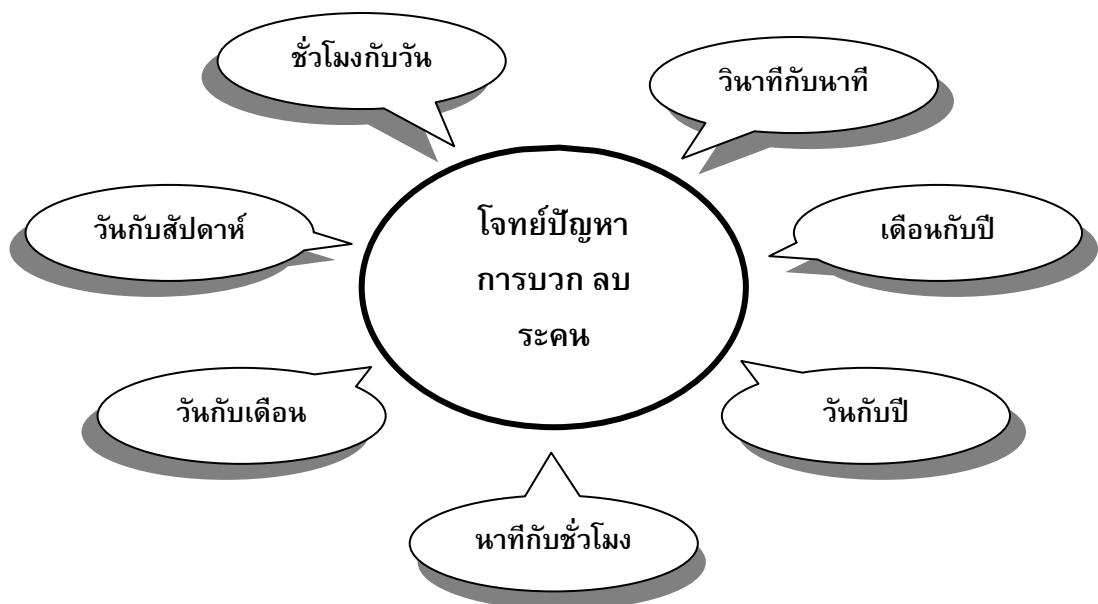 ชั่วโมงกับวัน
วินาทีกับนาที
วันกับสัปดาห์
โจทย์ปัญหา
การบวก ลบ
ระคน
เดือนกับปี
วันกับเดือน
วันกับปี
นาทีกับชั่วโมง